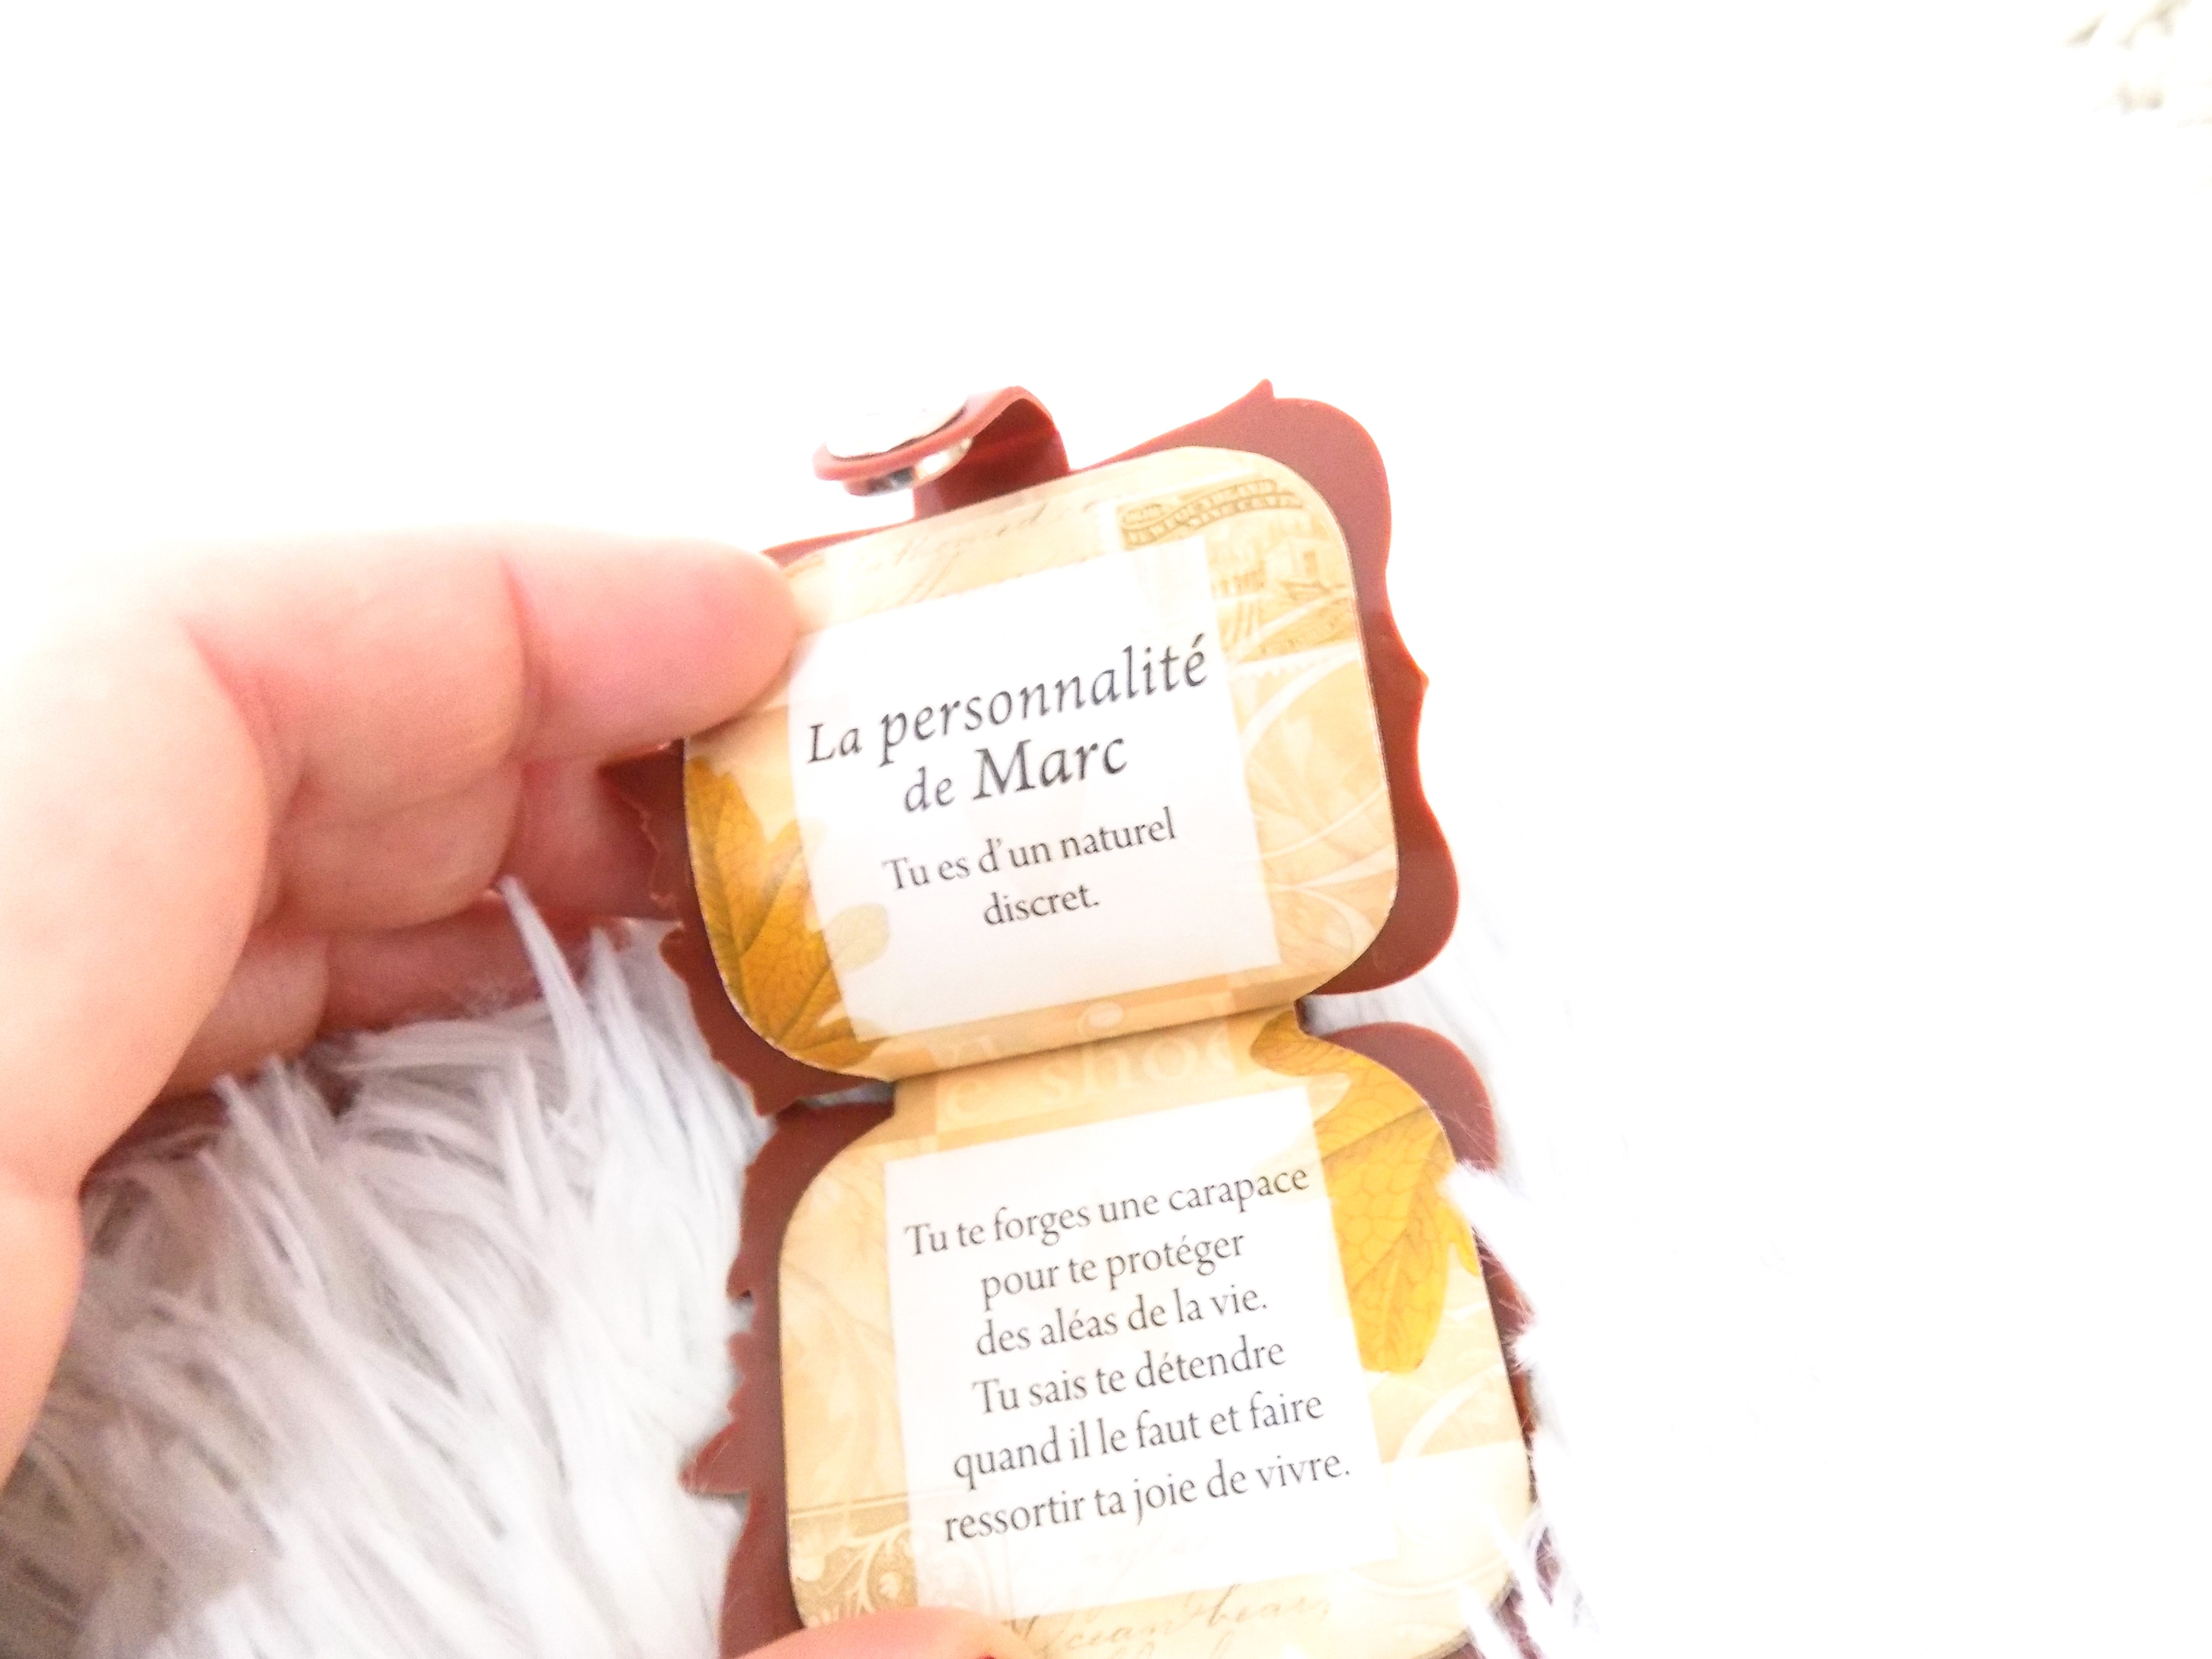 La personnalité
de Marc
Tu es d'un naturel
discret.
Tu te forges une carapace
pour te protéger
des aléas de la vie.
Tu sais te détendre
quand il le faut et faire
ressortir ta joie de vivre.